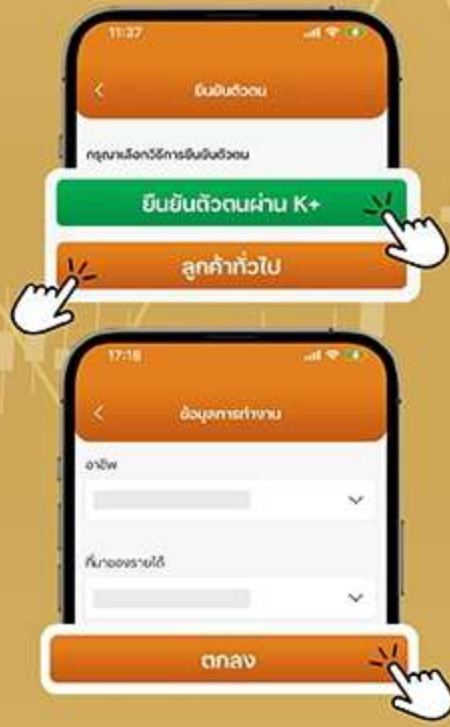 11:37
ยืนยันตัวตน
กรุณาเลือกวิธีการยืนยันตัวตน
ยืนยันตัวตนผ่าน K+
ลูกค้าทั่วไป
17:18
ข้อมูลการทำงาน
อาชีพ
ที่มาของรายได้
ตกลง